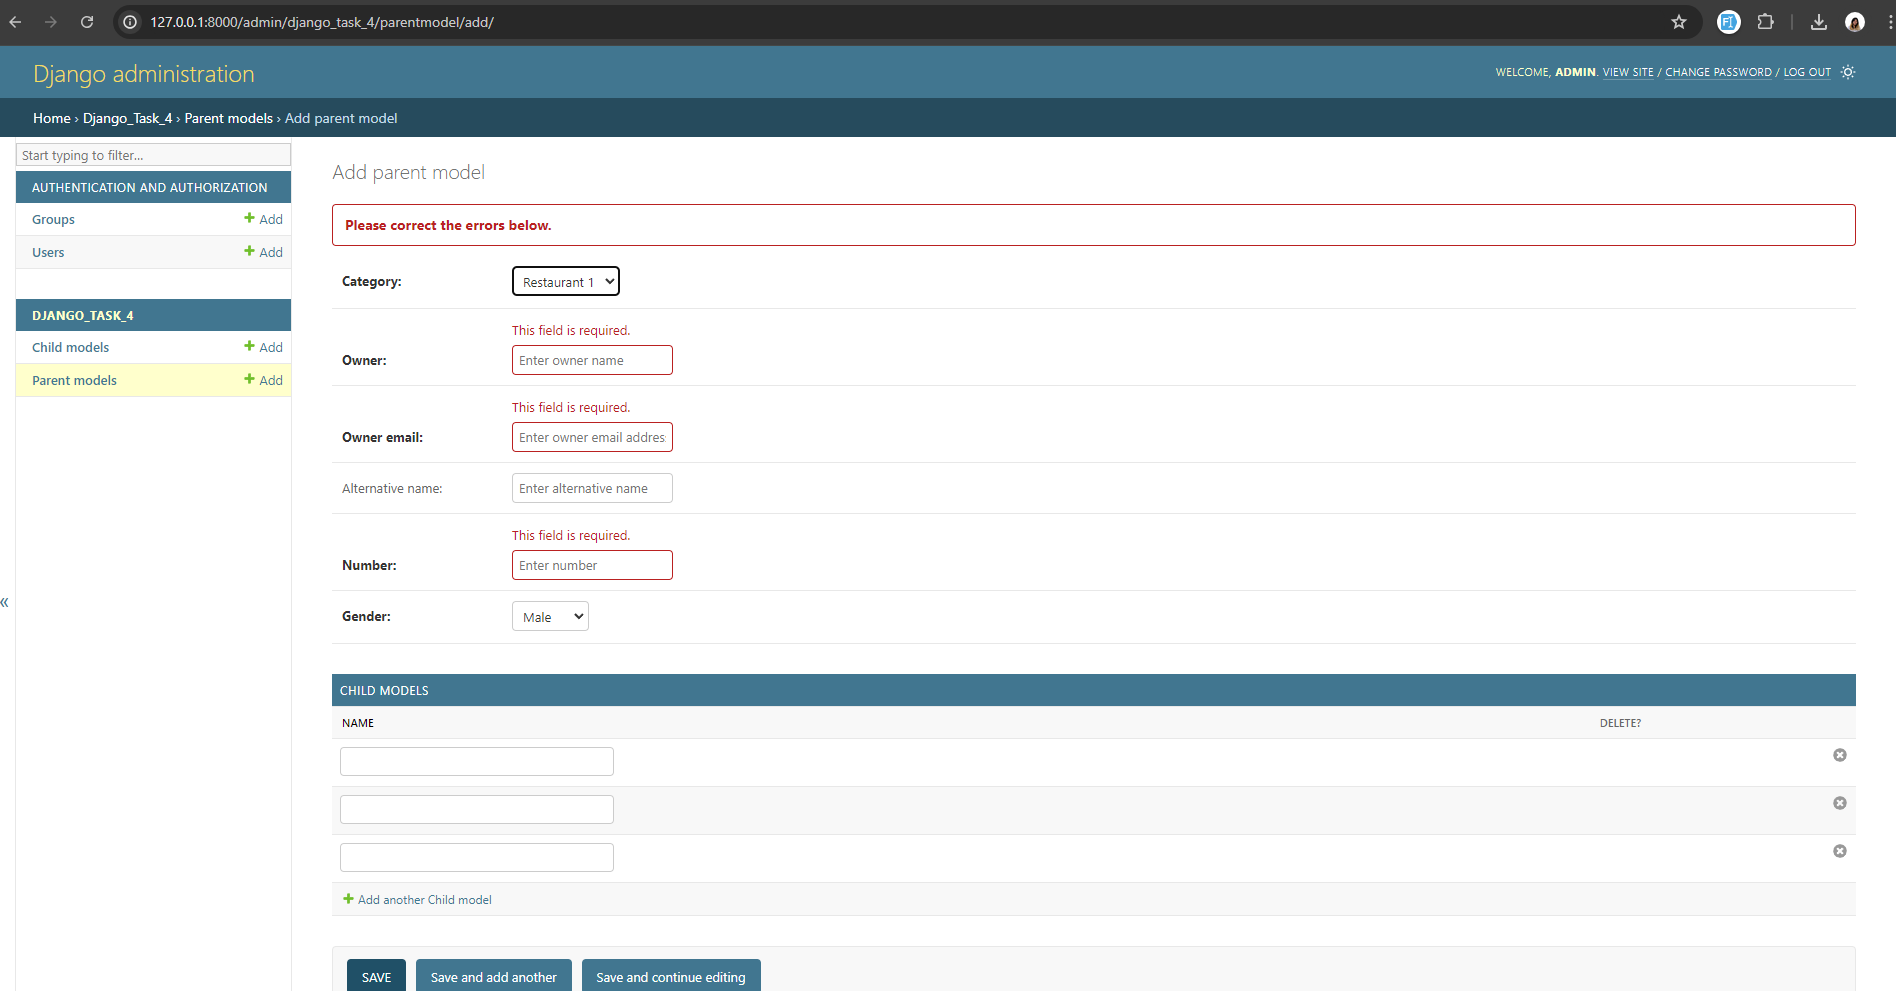 127.0.0.1:8000/admin/django_task_4/parentmodel/add/
Django administration
WELCOME, ADMIN. VIEW SITE / CHANGE PASSWORD / LOG OUT
Home › Django_Task_4 › Parent models › Add parent model
Start typing to filter...
AUTHENTICATION AND AUTHORIZATION
Groups + Add
Users + Add
DJANGO_TASK_4
Child models + Add
Parent models + Add
«
Add parent model
Please correct the errors below.
Category: Restaurant 1
This field is required.
Owner: Enter owner name
This field is required.
Owner email: Enter owner email addres
Alternative name: Enter alternative name
This field is required.
Number: Enter number
Gender: Male
CHILD MODELS
NAME DELETE?
+ Add another Child model
SAVE Save and add another Save and continue editing